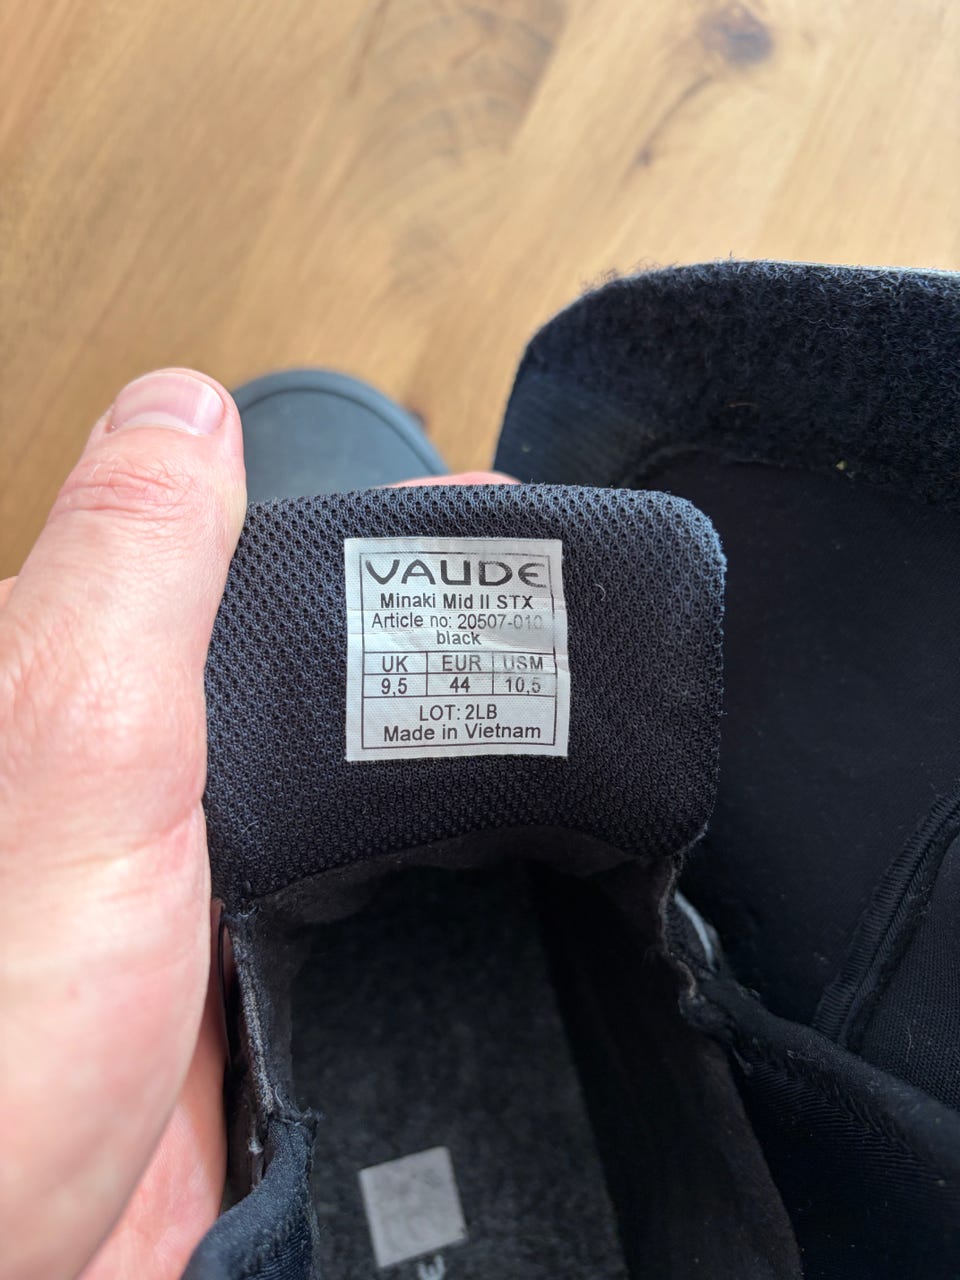 VAUDE
Minaki Mid II STX
Article no: 20507-010
black
UK EUR USM
9,5 44 10,5
LOT: 2LB
Made in Vietnam